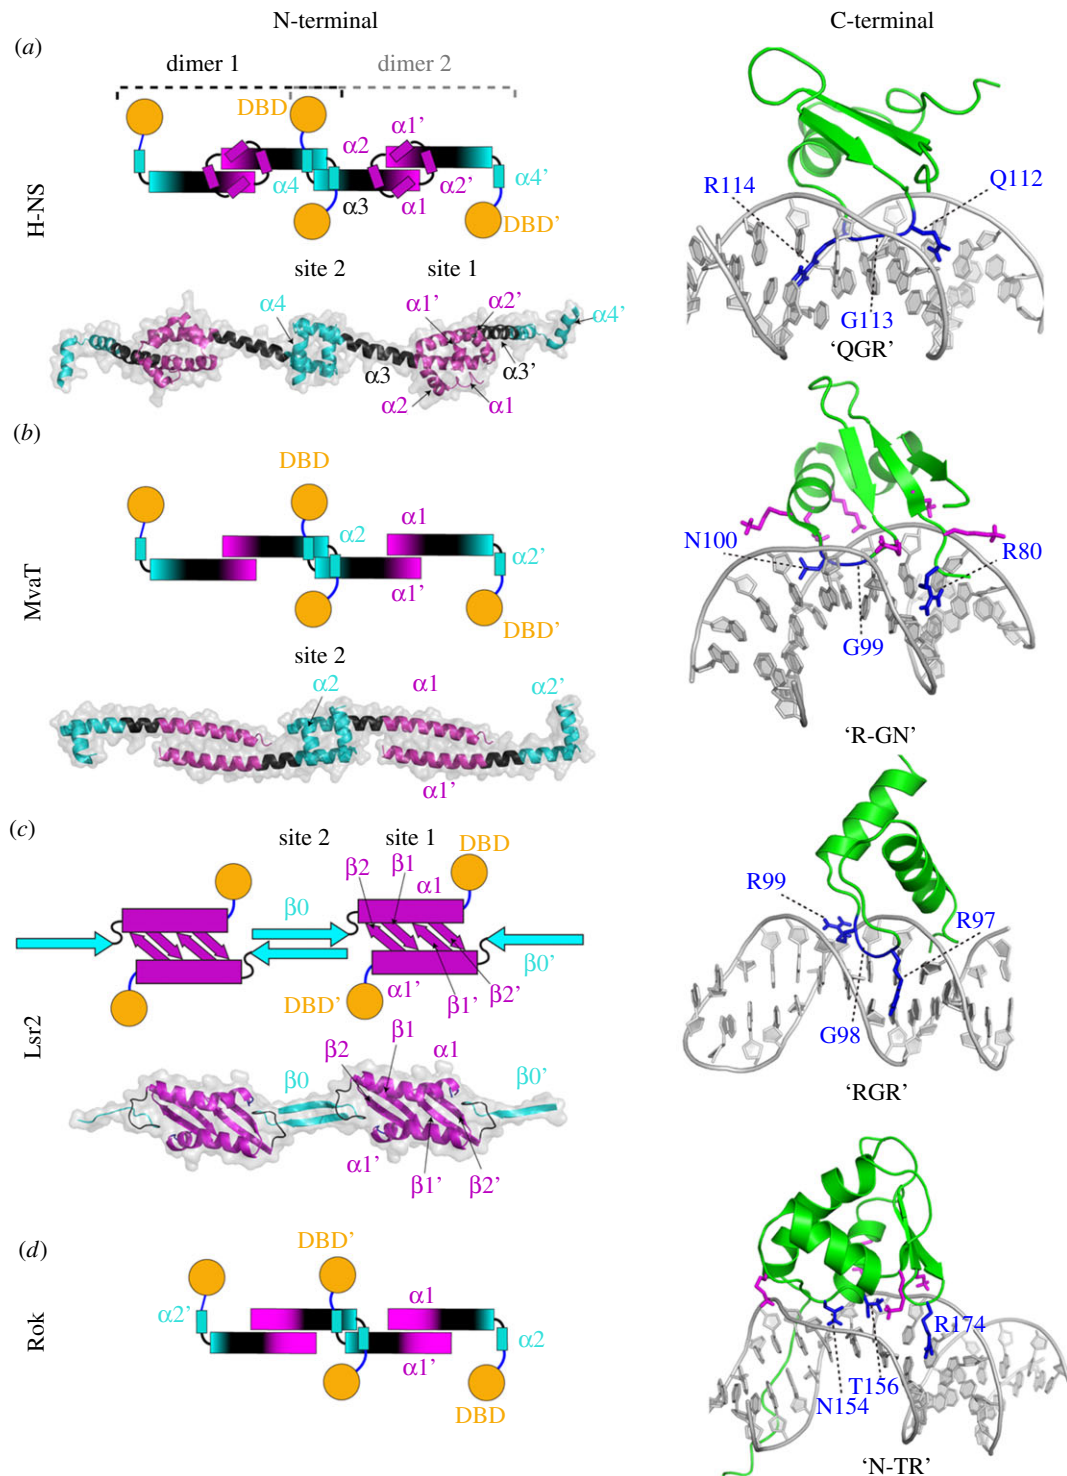 N-terminal
C-terminal
(a)
dimer 1
dimer 2
DBD
α2
α1’
α4
α2’
α4’
α3
α1
DBD’
H-NS
site 2
site 1
α4
α1’
α2’
α4’
α3
α3’
α2
α1
R114
Q112
G113
‘QGR’
(b)
DBD
α2
α1
α2’
α1’
DBD’
MvaT
site 2
α2
α1
α2’
α1’
N100
R80
G99
‘R-GN’
(c)
site 2
site 1
DBD
β2
β1
α1
β0
β0’
DBD’
α1’
β1’
β2’
Lsr2
β1
β2
α1
β0
β0’
α1’
β1’
β2’
R99
R97
G98
‘RGR’
(d)
DBD’
α2’
α1
α2
α1’
DBD
Rok
R174
T156
N154
‘N-TR’